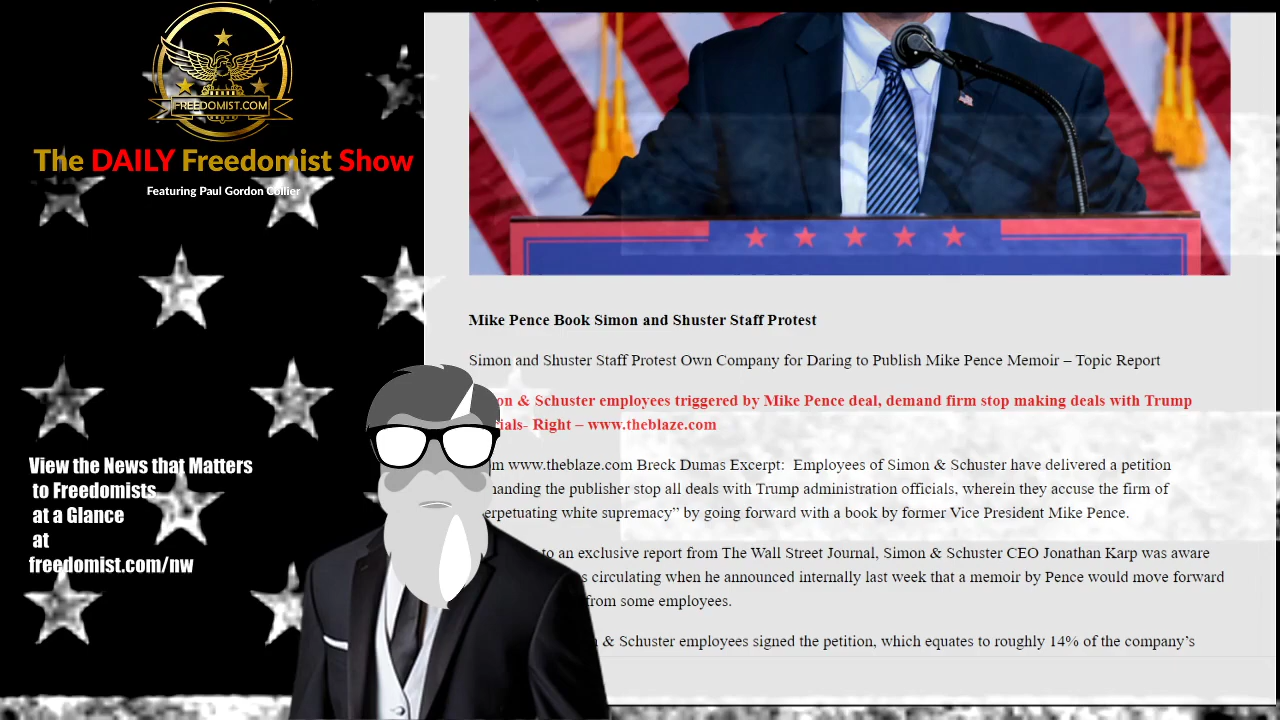 FREEDOMIST.COM
The DAILY Freedomist Show
Featuring Paul Gordon Collier
View the News that Matters
to Freedomists
at a Glance
at
freedomist.com/nw
Mike Pence Book Simon and Shuster Staff Protest
Simon and Shuster Staff Protest Own Company for Daring to Publish Mike Pence Memoir – Topic Report
& Schuster employees triggered by Mike Pence deal, demand firm stop making deals with Trump
Right – www.theblaze.com
www.theblaze.com Breck Dumas Excerpt: Employees of Simon & Schuster have delivered a petition
the publisher stop all deals with Trump administration officials, wherein they accuse the firm of
white supremacy” by going forward with a book by former Vice President Mike Pence.
to an exclusive report from The Wall Street Journal, Simon & Schuster CEO Jonathan Karp was aware
circulating when he announced internally last week that a memoir by Pence would move forward
from some employees.
& Schuster employees signed the petition, which equates to roughly 14% of the company’s